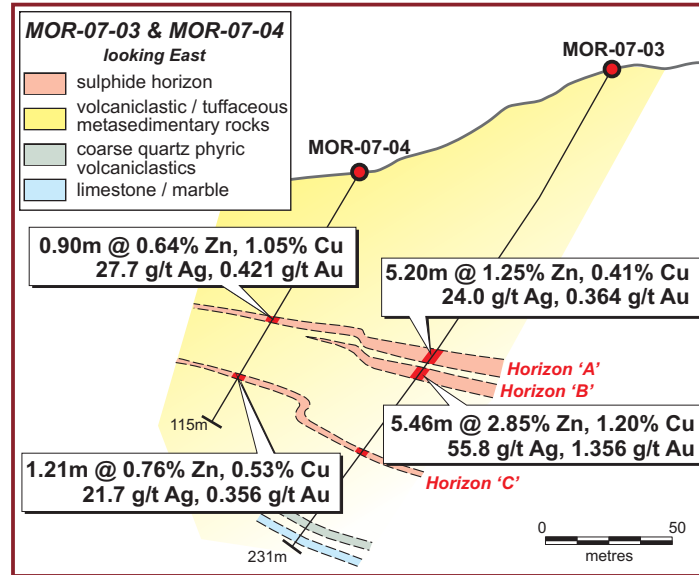 MOR-07-03 & MOR-07-04
looking East
sulphide horizon
volcaniclastic / tuffaceous
metasedimentary rocks
coarse quartz phyric
volcaniclastics
limestone / marble
MOR-07-03
MOR-07-04
0.90m @ 0.64% Zn, 1.05% Cu
27.7 g/t Ag, 0.421 g/t Au
5.20m @ 1.25% Zn, 0.41% Cu
24.0 g/t Ag, 0.364 g/t Au
Horizon ‘A’
Horizon ‘B’
5.46m @ 2.85% Zn, 1.20% Cu
55.8 g/t Ag, 1.356 g/t Au
115m
1.21m @ 0.76% Zn, 0.53% Cu
21.7 g/t Ag, 0.356 g/t Au
Horizon ‘C’
231m
0 50
metres